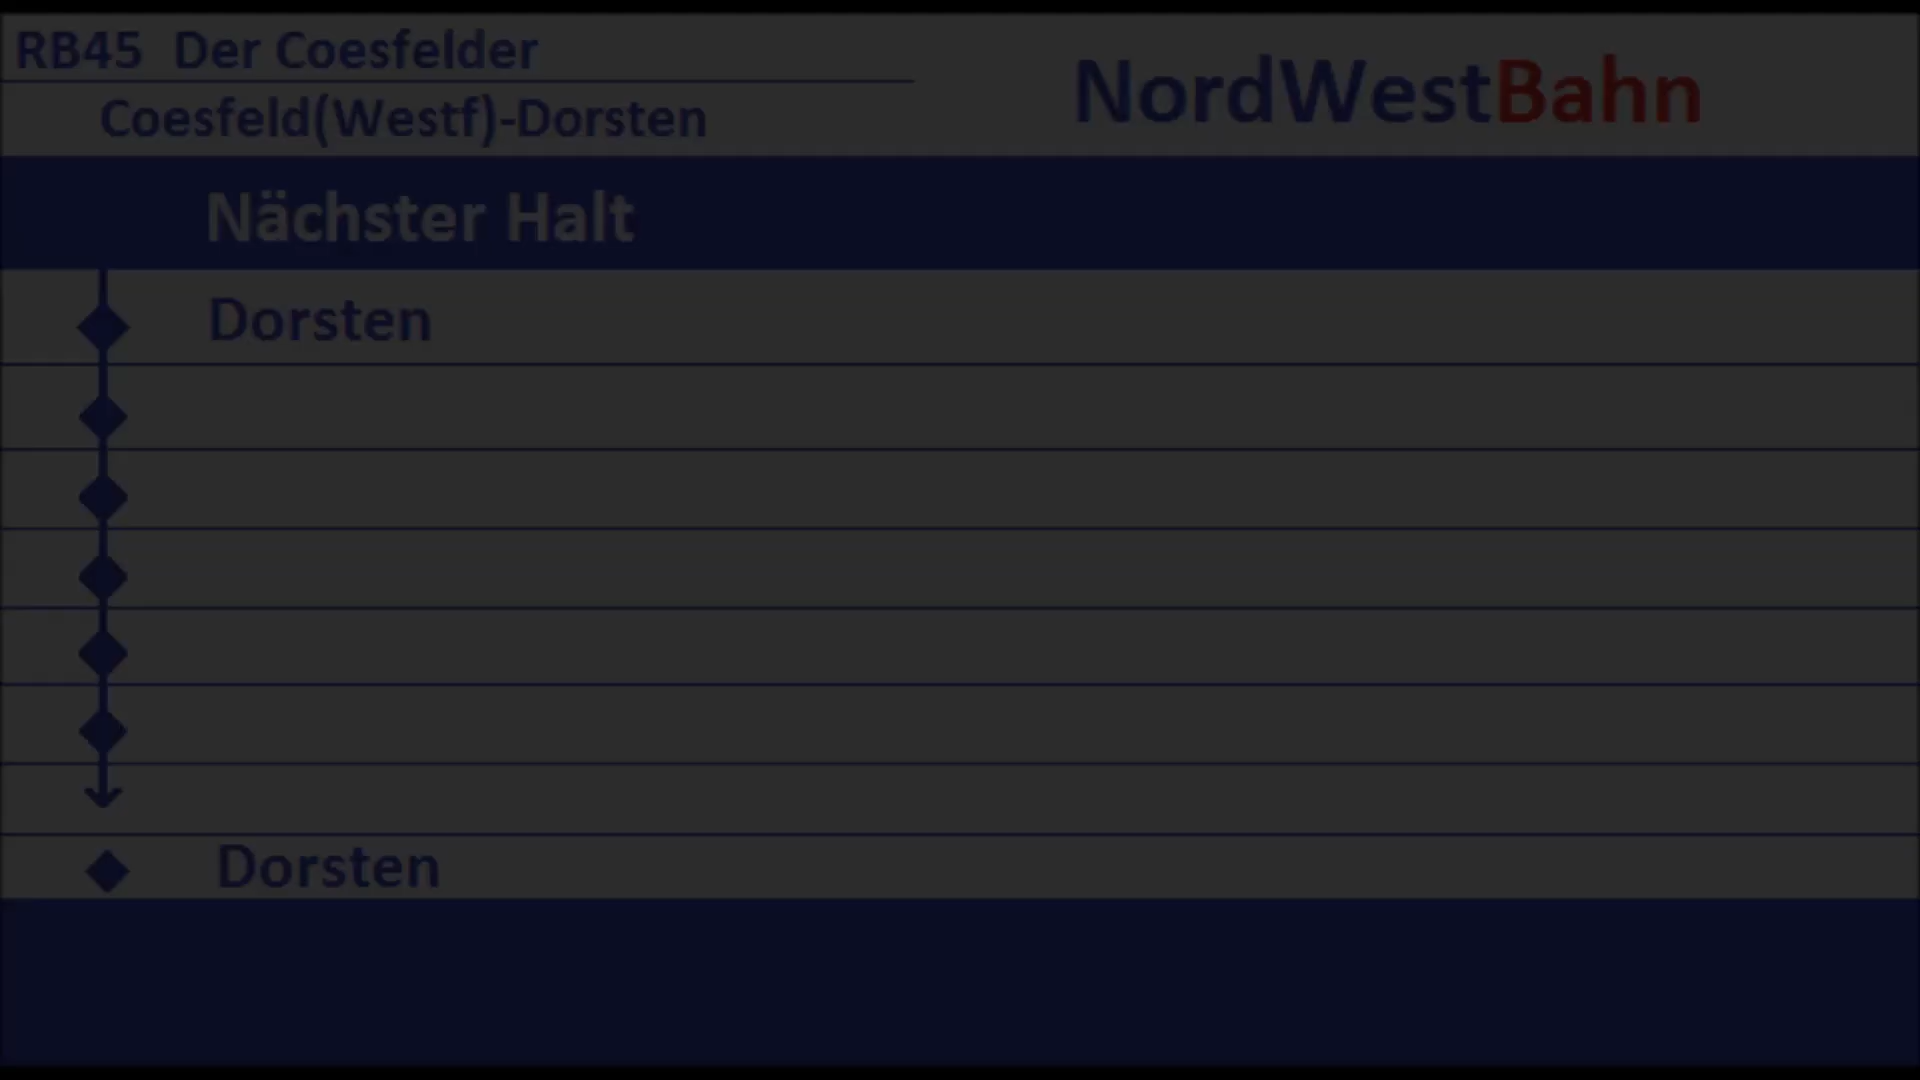 RB45 Der Coesfelder
Coesfeld(Westf)-Dorsten
NordWestBahn
Nächster Halt
Dorsten
Dorsten